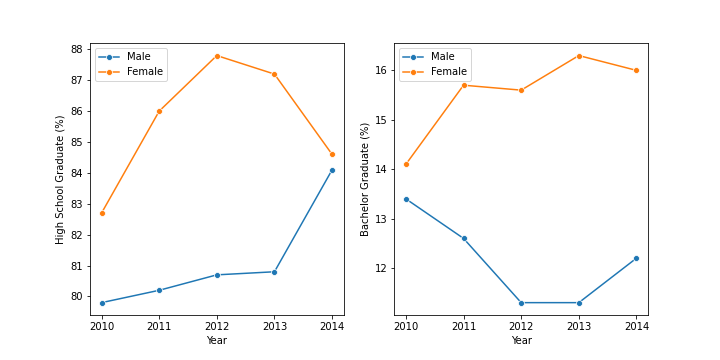 Male
Female
88
87
86
85
84
83
82
81
80
High School Graduate (%)
2010 2011 2012 2013 2014
Year
Male
Female
16
15
14
13
12
Bachelor Graduate (%)
2010 2011 2012 2013 2014
Year